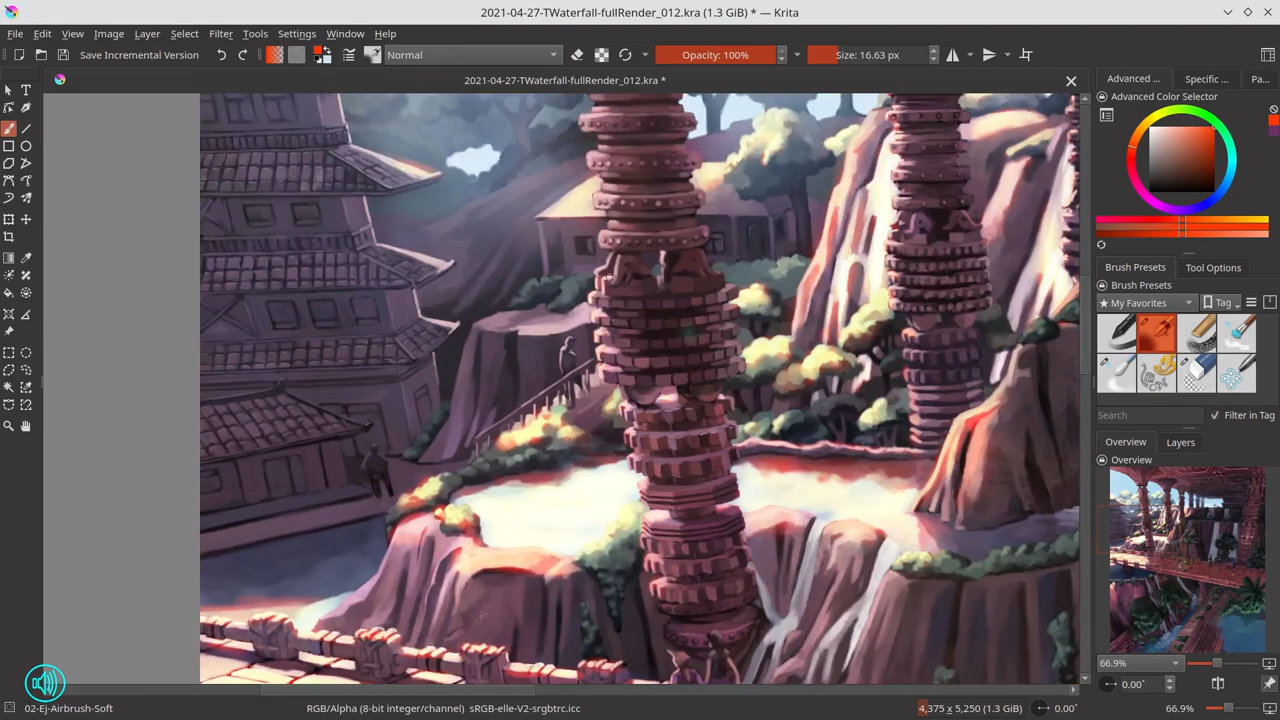 2021-04-27-TWaterfall-fullRender_012.kra (1.3 GiB) * — Krita
File Edit View Image Layer Select Filter Tools Settings Window Help
Save Incremental Version Normal Opacity: 100% Size: 16.63 px
2021-04-27-TWaterfall-fullRender_012.kra *
Advanced ... Specific ... Pa...
Advanced Color Selector
Brush Presets Tool Options
Brush Presets
★ My Favorites Tag
Search Filter in Tag
Overview Layers
Overview
66.9%
0.00°
02-Ej-Airbrush-Soft RGB/Alpha (8-bit integer/channel) sRGB-elle-V2-srgbtrc.icc 4,375 x 5,250 (1.3 GiB) 0.00° 66.9%